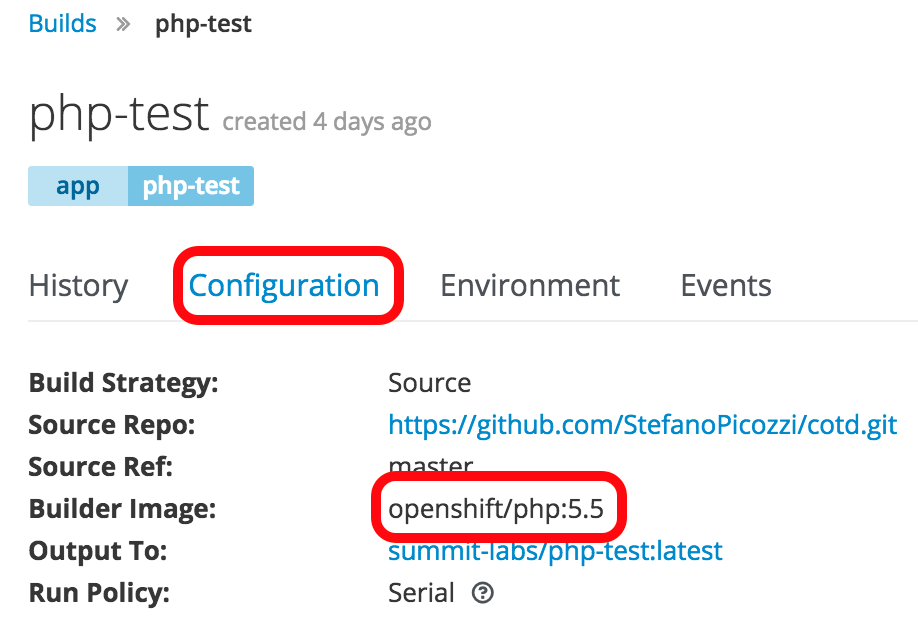 Builds » php-test
php-test created 4 days ago
app php-test
History Configuration Environment Events
Build Strategy: Source
Source Repo: https://github.com/StefanoPicozzi/cotd.git
Source Ref: master
Builder Image: openshift/php:5.5
Output To: summit-labs/php-test:latest
Run Policy: Serial ?